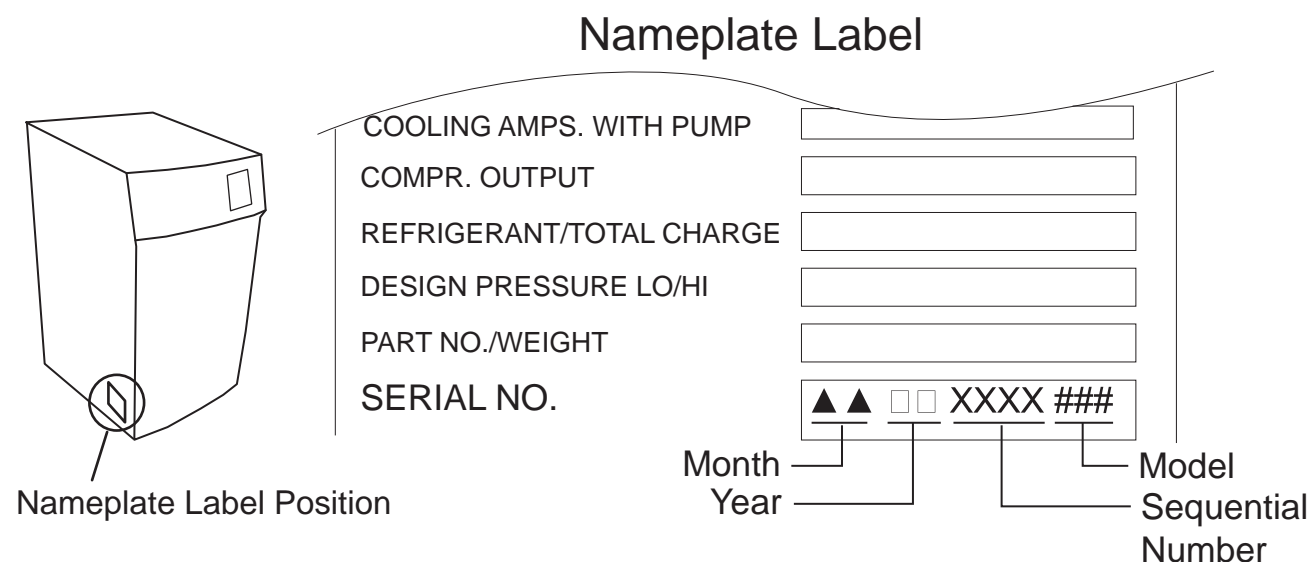 Nameplate Label
COOLING AMPS. WITH PUMP
COMPR. OUTPUT
REFRIGERANT/TOTAL CHARGE
DESIGN PRESSURE LO/HI
PART NO./WEIGHT
SERIAL NO.
▲▲ □□ XXXX ###
Month
Year
Model
Sequential
Number
Nameplate Label Position